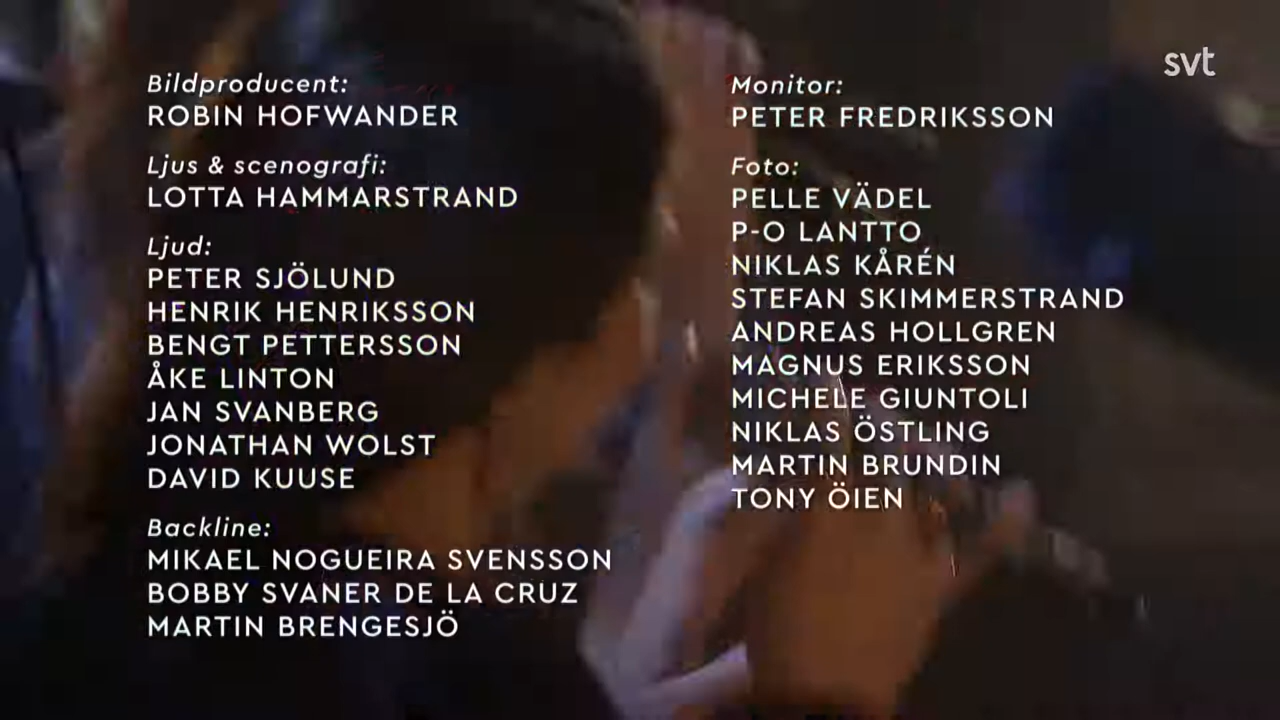 Bildproducent:
ROBIN HOFWANDER
Ljus & scenografi:
LOTTA HAMMARSTRAND
Ljud:
PETER SJÖLUND
HENRIK HENRIKSSON
BENGT PETTERSSON
ÅKE LINTON
JAN SVANBERG
JONATHAN WOLST
DAVID KUUSE
Backline:
MIKAEL NOGUEIRA SVENSSON
BOBBY SVANER DE LA CRUZ
MARTIN BRENGESJÖ
Monitor:
PETER FREDRIKSSON
Foto:
PELLE VÄDEL
P-O LANTTO
NIKLAS KÅRÉN
STEFAN SKIMMERSTRAND
ANDREAS HOLLGREN
MAGNUS ERIKSSON
MICHELE GIUNTOLI
NIKLAS ÖSTLING
MARTIN BRUNDIN
TONY ÖIEN
svt